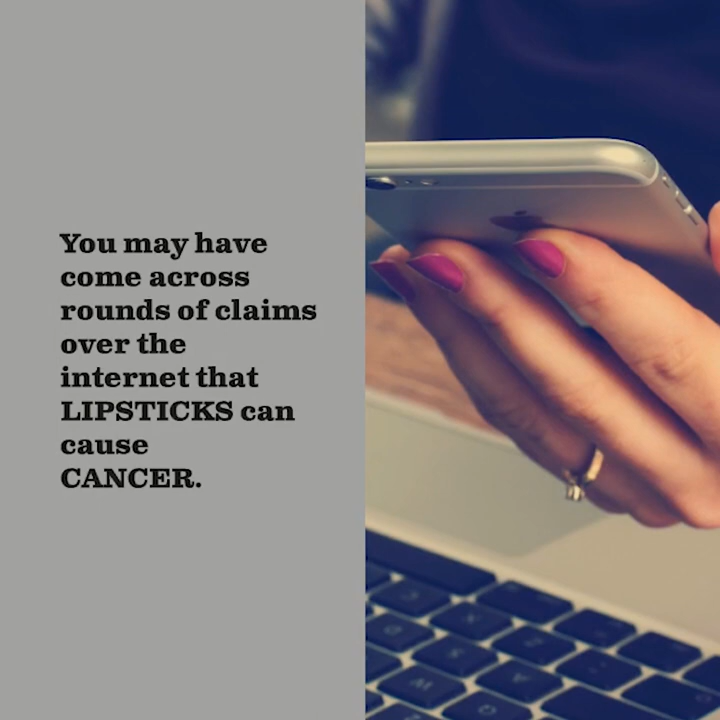 You may have
come across
rounds of claims
over the
internet that
LIPSTICKS can
cause
CANCER.